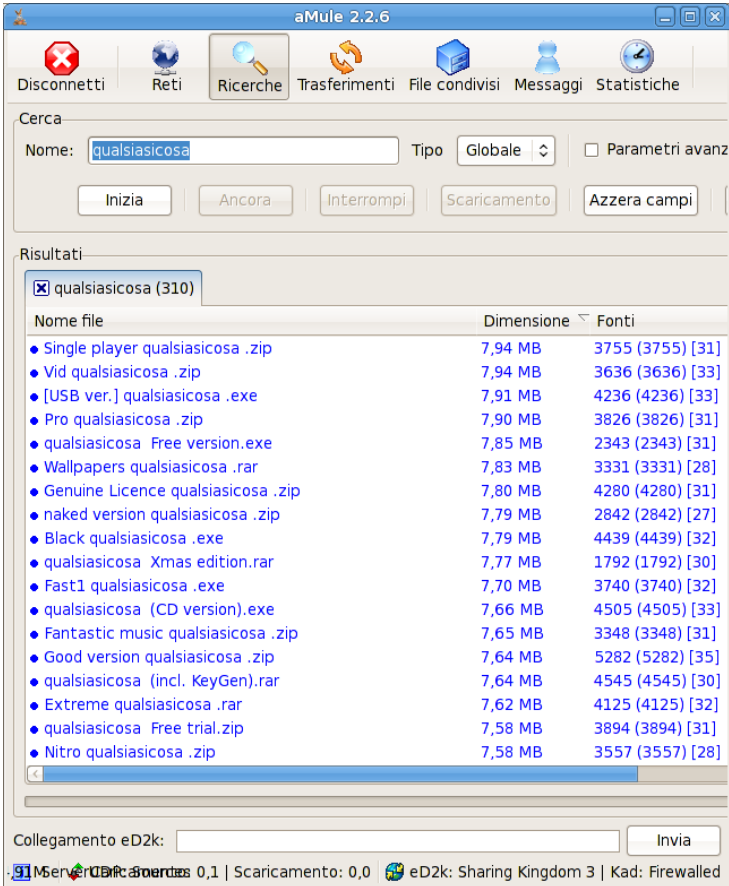 aMule 2.2.6
Disconnetti Reti Ricerche Trasferimenti File condivisi Messaggi Statistiche
Cerca
Nome: qualsiasicosa Tipo Globale Parametri avanz
Inizia Ancora Interrompi Scaricamento Azzera campi
Risultati
qualsiasicosa (310)
Nome file Dimensione Fonti
Single player qualsiasicosa .zip 7,94 MB 3755 (3755) [31]
Vid qualsiasicosa .zip 7,94 MB 3636 (3636) [33]
[USB ver.] qualsiasicosa .exe 7,91 MB 4236 (4236) [33]
Pro qualsiasicosa .zip 7,90 MB 3826 (3826) [31]
qualsiasicosa  Free version.exe 7,85 MB 2343 (2343) [31]
Wallpapers qualsiasicosa .rar 7,83 MB 3331 (3331) [28]
Genuine Licence qualsiasicosa .zip 7,80 MB 4280 (4280) [31]
naked version qualsiasicosa .zip 7,79 MB 2842 (2842) [27]
Black qualsiasicosa .exe 7,79 MB 4439 (4439) [32]
qualsiasicosa  Xmas edition.rar 7,77 MB 1792 (1792) [30]
Fast1 qualsiasicosa .exe 7,70 MB 3740 (3740) [32]
qualsiasicosa  (CD version).exe 7,66 MB 4505 (4505) [33]
Fantastic music qualsiasicosa .zip 7,65 MB 3348 (3348) [31]
Good version qualsiasicosa .zip 7,64 MB 5282 (5282) [35]
qualsiasicosa  (incl. KeyGen).rar 7,64 MB 4545 (4545) [30]
Extreme qualsiasicosa .rar 7,62 MB 4125 (4125) [32]
qualsiasicosa  Free trial.zip 7,58 MB 3894 (3894) [31]
Nitro qualsiasicosa .zip 7,58 MB 3557 (3557) [28]
Collegamento eD2k: Invia
0,1 | Scaricamento: 0,0 eD2k: Sharing Kingdom 3 | Kad: Firewalled